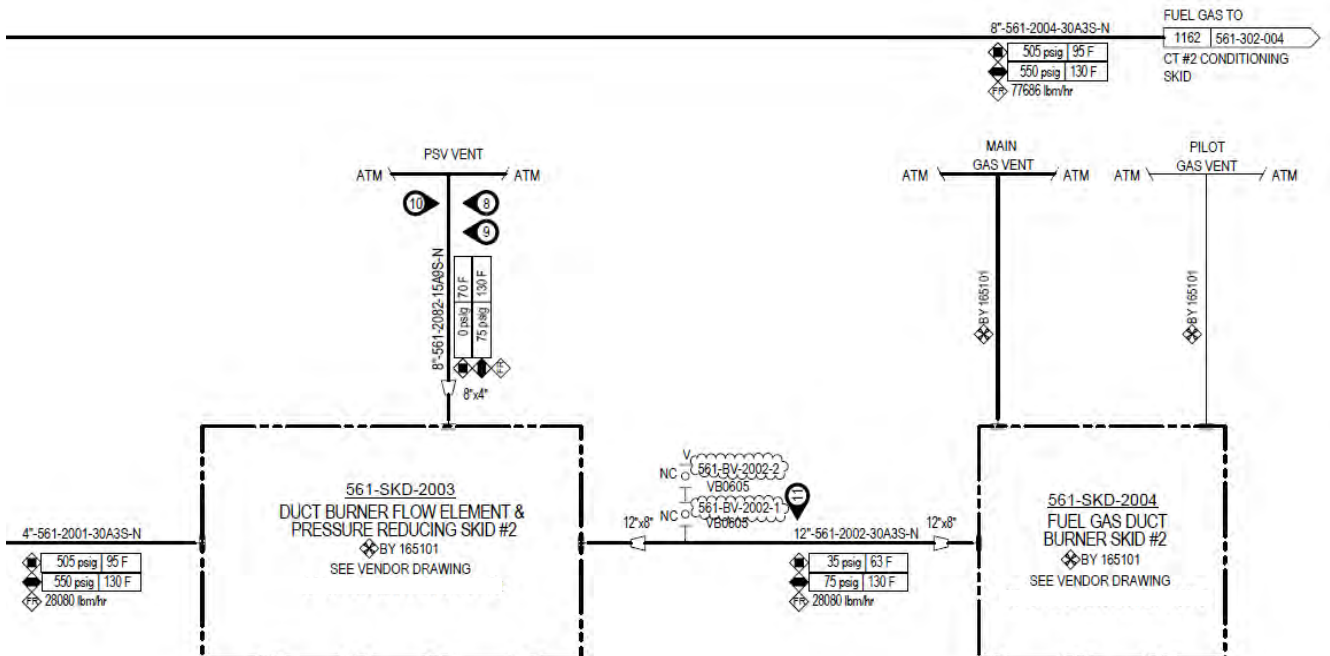 FUEL GAS TO
8"-561-2004-30A3S-N
1162 561-302-004
505 psig 95 F
550 psig 130 F
FR 77686 lbm/hr
CT #2 CONDITIONING
SKID
PSV VENT
ATM ATM
10 8
9
8"-561-2082-15A9S-N
0 psig 70 F
75 psig 130 F
FR
8"x4"
MAIN
GAS VENT
ATM ATM
BY 165101
PILOT
GAS VENT
ATM ATM
BY 165101
561-SKD-2003
DUCT BURNER FLOW ELEMENT &
PRESSURE REDUCING SKID #2
BY 165101
SEE VENDOR DRAWING
4"-561-2001-30A3S-N
505 psig 95 F
550 psig 130 F
FR 28080 lbm/hr
V
NC 561-BV-2002-2
VB0605
NC 561-BV-2002-1
VB0605
11
12"x8"
12"-561-2002-30A3S-N
12"x8"
35 psig 63 F
75 psig 130 F
FR 28080 lbm/hr
561-SKD-2004
FUEL GAS DUCT
BURNER SKID #2
BY 165101
SEE VENDOR DRAWING